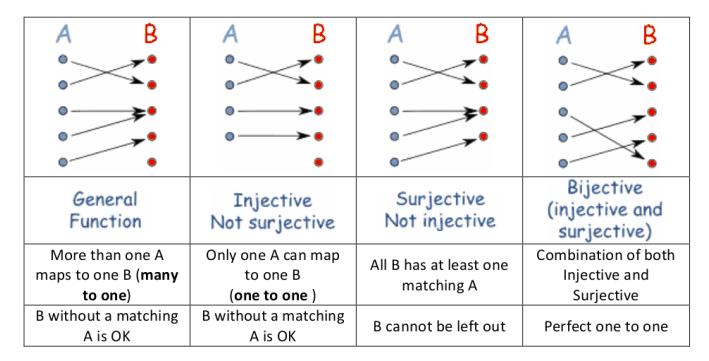 A B
A B
A B
A B
General
Function
Injective
Not surjective
Surjective
Not injective
Bijective
(injective and
surjective)
More than one A
maps to one B (many
to one)
Only one A can map
to one B
(one to one )
All B has at least one
matching A
Combination of both
Injective and
Surjective
B without a matching
A is OK
B without a matching
A is OK
B cannot be left out
Perfect one to one